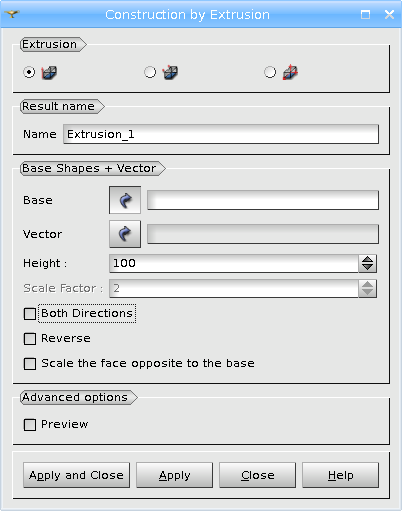 Construction by Extrusion
Extrusion
Result name
Name Extrusion_1
Base Shapes + Vector
Base
Vector
Height : 100
Scale Factor : 2
Both Directions
Reverse
Scale the face opposite to the base
Advanced options
Preview
Apply and Close Apply Close Help